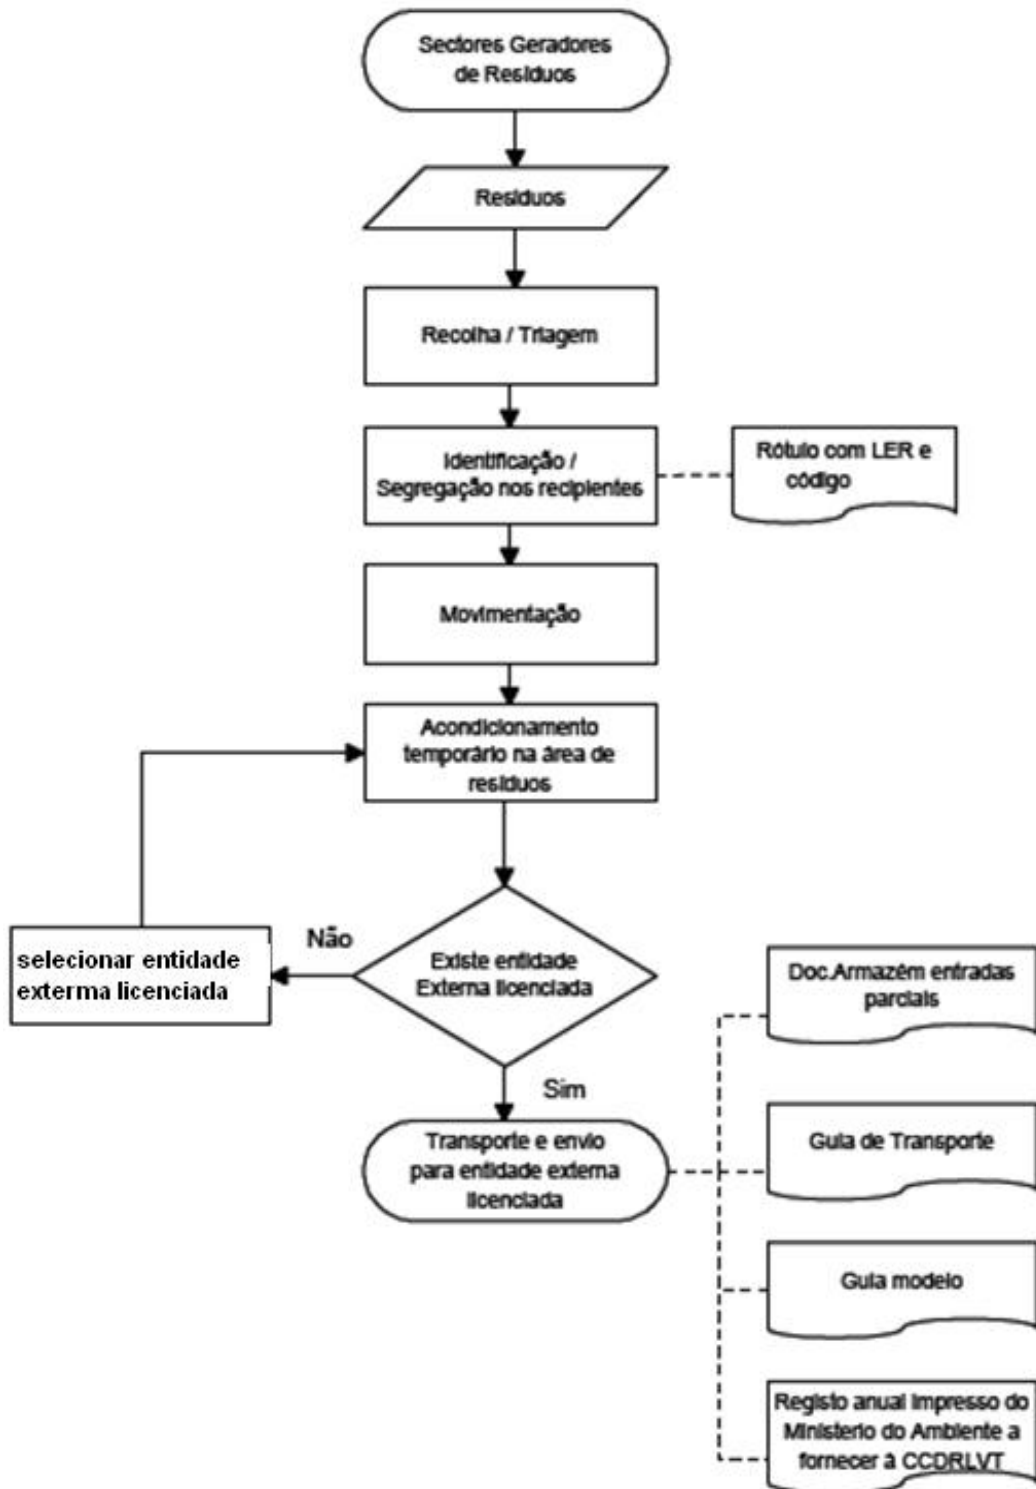 Sectores Geradores
de Resíduos
Resíduos
Recolha / Triagem
Identificação /
Segregação nos recipientes
Rótulo com LER e
código
Movimentação
Acondicionamento
temporário na área de
resíduos
Não
selecionar entidade
exterma licenciada
Existe entidade
Externa licenciada
Sim
Transporte e envio
para entidade externa
licenciada
Doc.Armazém entradas
parciais
Guia de Transporte
Guia modelo
Registo anual impresso do
Ministerio do Ambiente a
fornecer à CCDRLVT